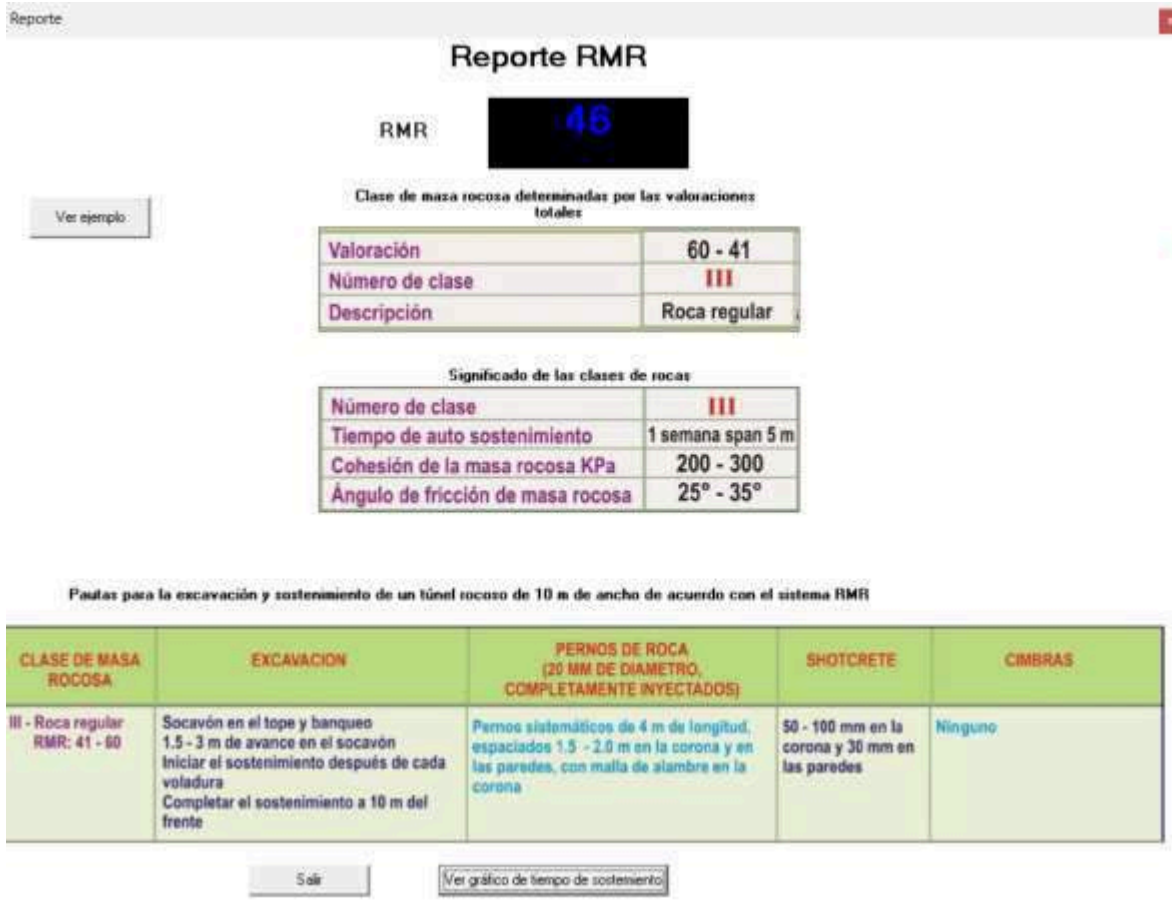 Reporte
Reporte RMR
RMR
46
Ver ejemplo
Clase de masa rocosa determinadas por las valoraciones
totales
Valoración 60 - 41
Número de clase III
Descripción Roca regular
Significado de las clases de rocas
Número de clase III
Tiempo de auto sostenimiento 1 semana span 5 m
Cohesión de la masa rocosa KPa 200 - 300
Ángulo de fricción de masa rocosa 25° - 35°
Pautas para la excavación y sostenimiento de un túnel rocoso de 10 m de ancho de acuerdo con el sistema RMR
CLASE DE MASA
ROCOSA
EXCAVACION
PERNOS DE ROCA
(20 MM DE DIAMETRO,
COMPLETAMENTE INYECTADOS)
SHOTCRETE
CIMBRAS
III - Roca regular
RMR: 41 - 60
Socavón en el tope y banqueo
1.5 - 3 m de avance en el socavón
Iniciar el sostenimiento después de cada
voladura
Completar el sostenimiento a 10 m del
frente
Pernos sistemáticos de 4 m de longitud,
espaciados 1.5 - 2.0 m en la corona y en
las paredes, con malla de alambre en la
corona
50 - 100 mm en la
corona y 30 mm en
las paredes
Ninguno
Salir
Ver gráfico de tiempo de sostemiento